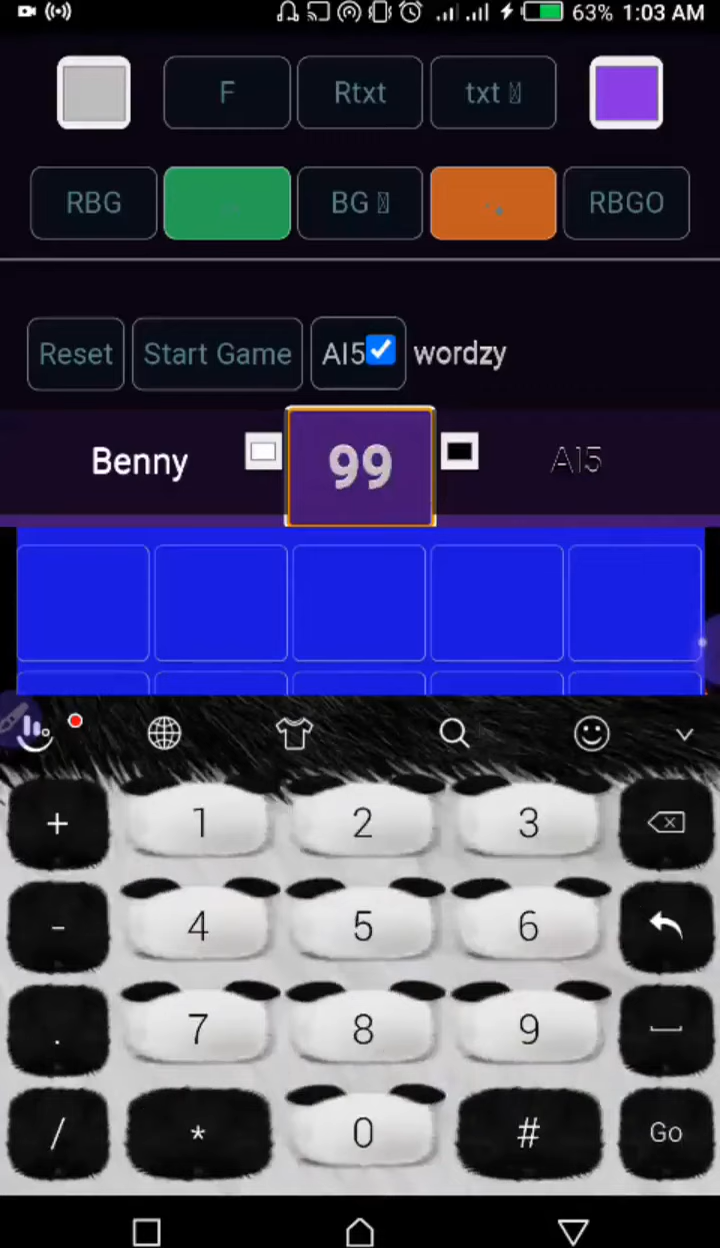 63% 1:03 AM
F Rtxt txt
RBG BG RBGO
Reset Start Game AI5 wordzy
Benny 99 AI5
+ 1 2 3
- 4 5 6
. 7 8 9
/ * 0 # Go